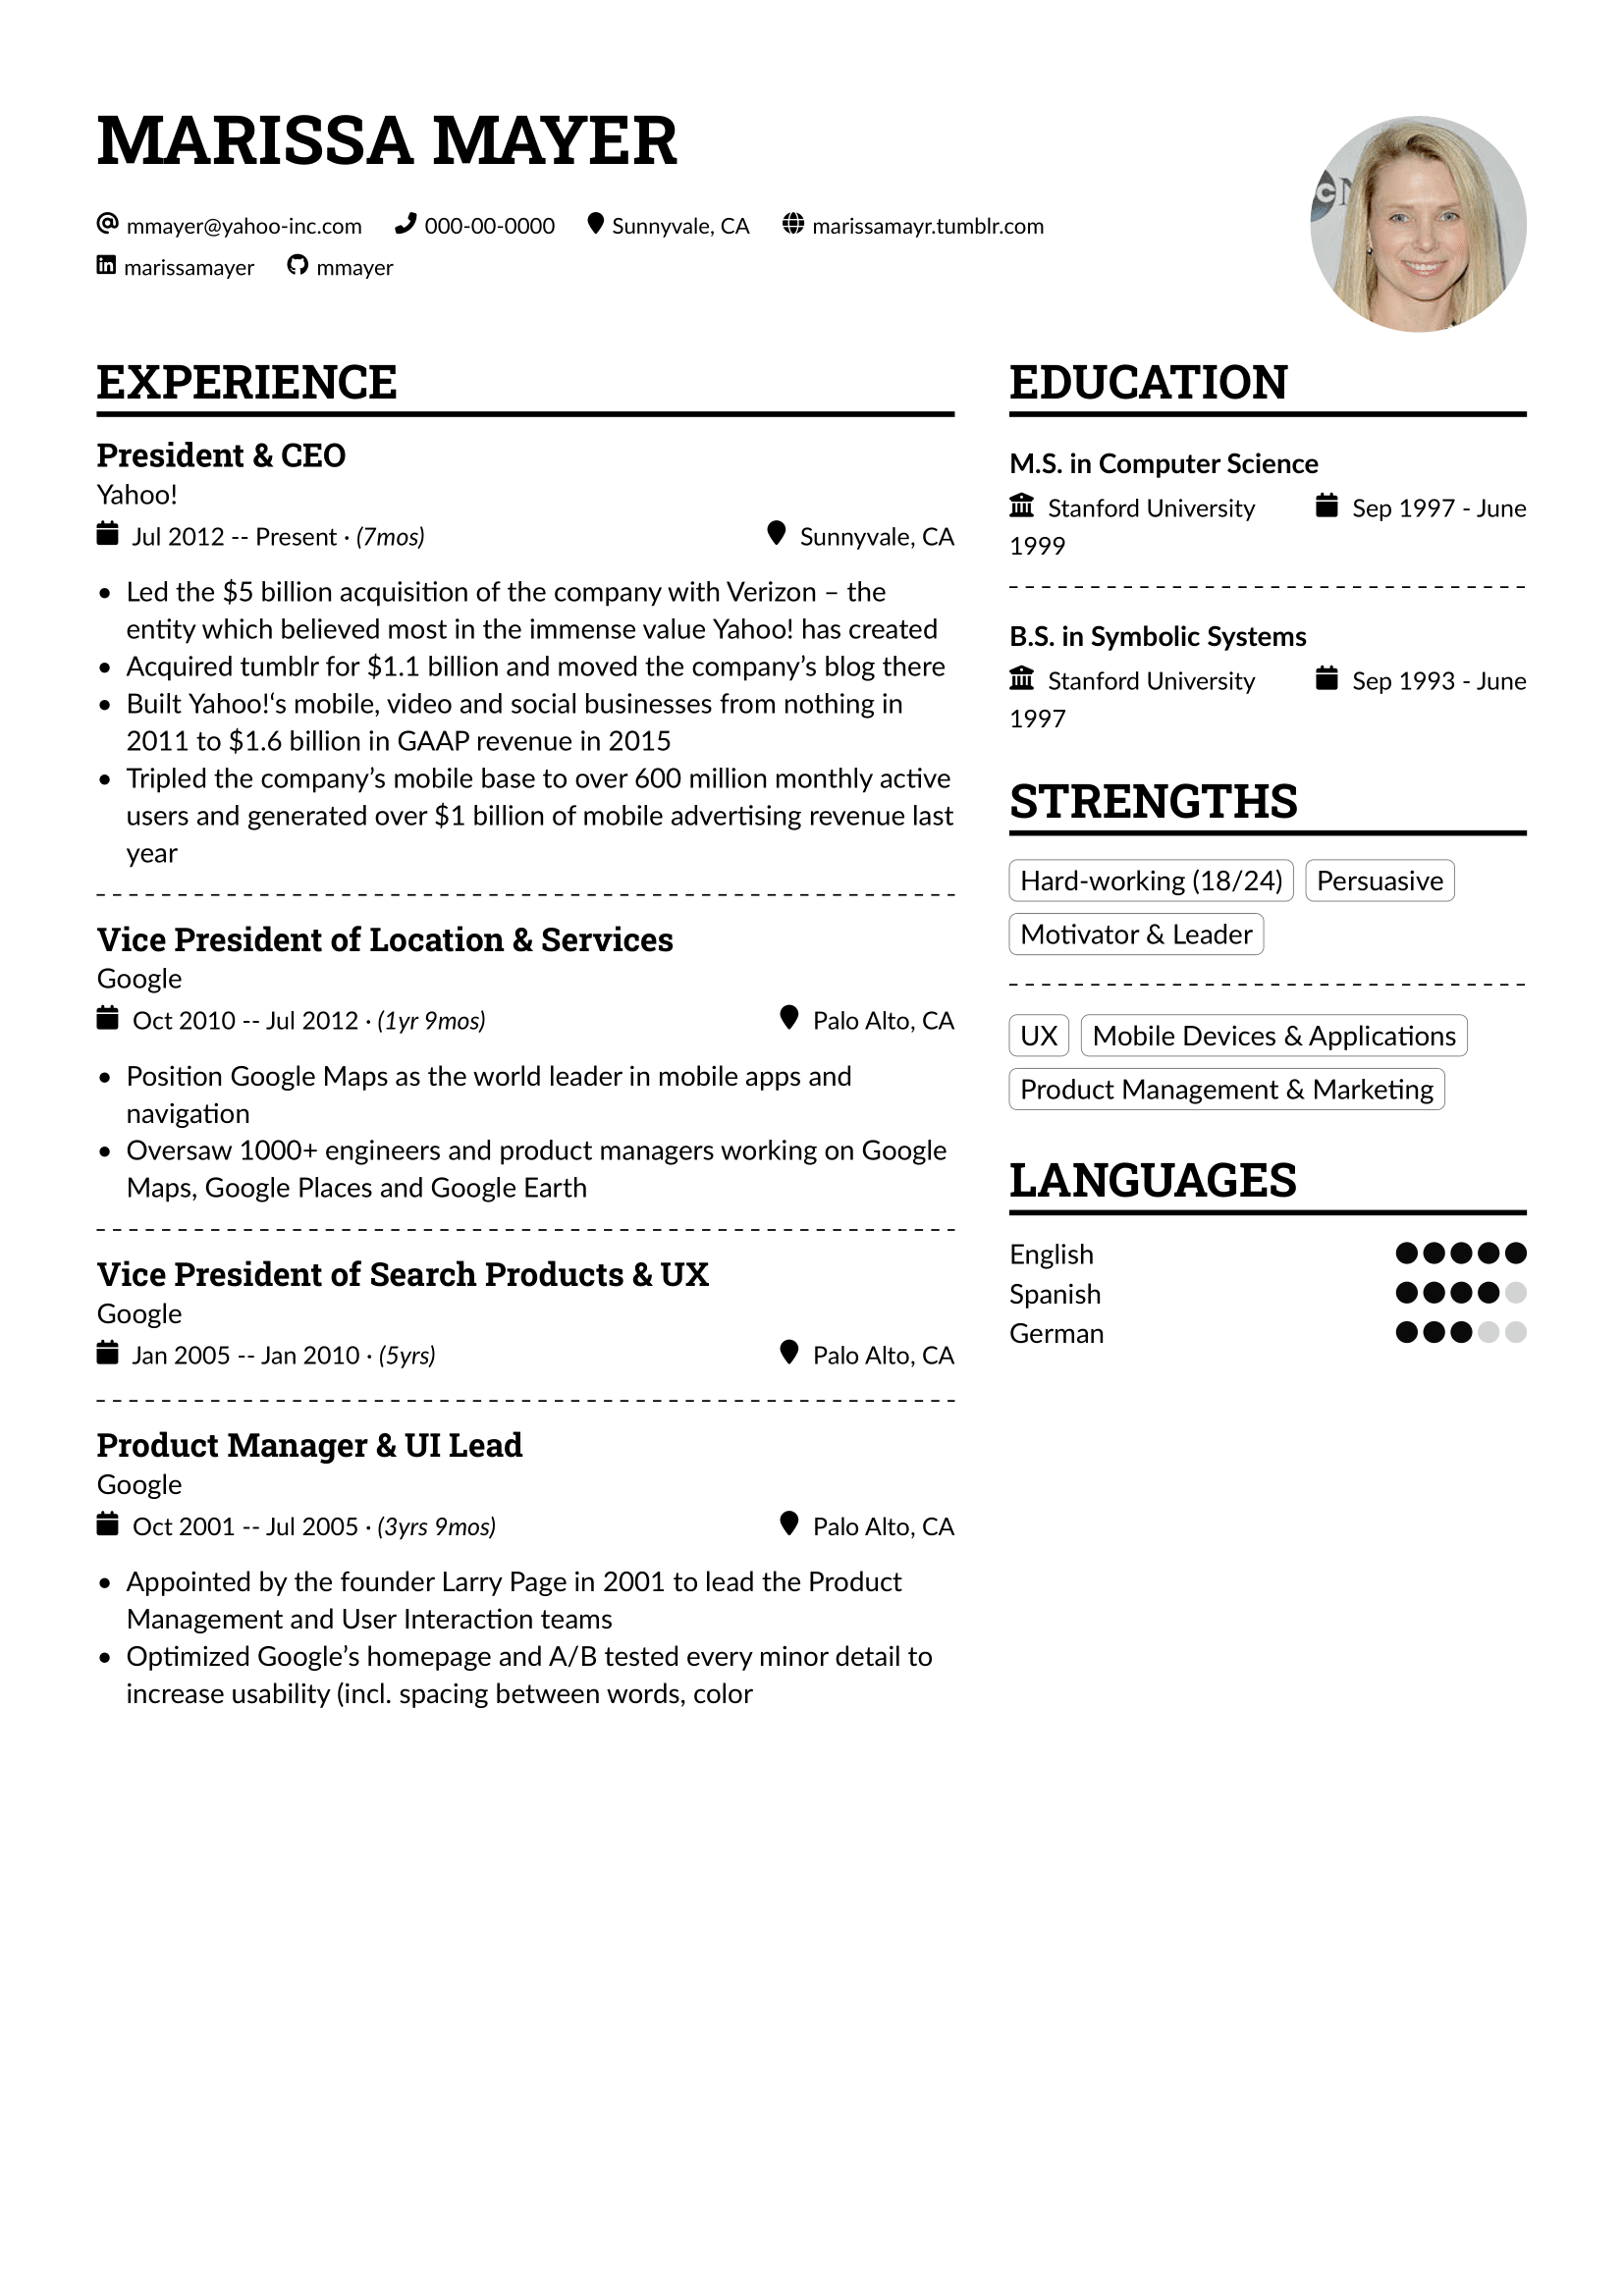 MARISSA MAYER
mmayer@yahoo-inc.com 000-00-0000 Sunnyvale, CA marissamayr.tumblr.com
marissamayer mmayer
EXPERIENCE
President & CEO
Yahoo!
Jul 2012 -- Present · (7mos) Sunnyvale, CA
• Led the $5 billion acquisition of the company with Verizon – the
entity which believed most in the immense value Yahoo! has created
• Acquired tumblr for $1.1 billion and moved the company’s blog there
• Built Yahoo!‘s mobile, video and social businesses from nothing in
2011 to $1.6 billion in GAAP revenue in 2015
• Tripled the company’s mobile base to over 600 million monthly active
users and generated over $1 billion of mobile advertising revenue last
year
Vice President of Location & Services
Google
Oct 2010 -- Jul 2012 · (1yr 9mos) Palo Alto, CA
• Position Google Maps as the world leader in mobile apps and
navigation
• Oversaw 1000+ engineers and product managers working on Google
Maps, Google Places and Google Earth
Vice President of Search Products & UX
Google
Jan 2005 -- Jan 2010 · (5yrs) Palo Alto, CA
Product Manager & UI Lead
Google
Oct 2001 -- Jul 2005 · (3yrs 9mos) Palo Alto, CA
• Appointed by the founder Larry Page in 2001 to lead the Product
Management and User Interaction teams
• Optimized Google’s homepage and A/B tested every minor detail to
increase usability (incl. spacing between words, color
EDUCATION
M.S. in Computer Science
Stanford University Sep 1997 - June
1999
B.S. in Symbolic Systems
Stanford University Sep 1993 - June
1997
STRENGTHS
Hard-working (18/24) Persuasive
Motivator & Leader
UX Mobile Devices & Applications
Product Management & Marketing
LANGUAGES
English
Spanish
German